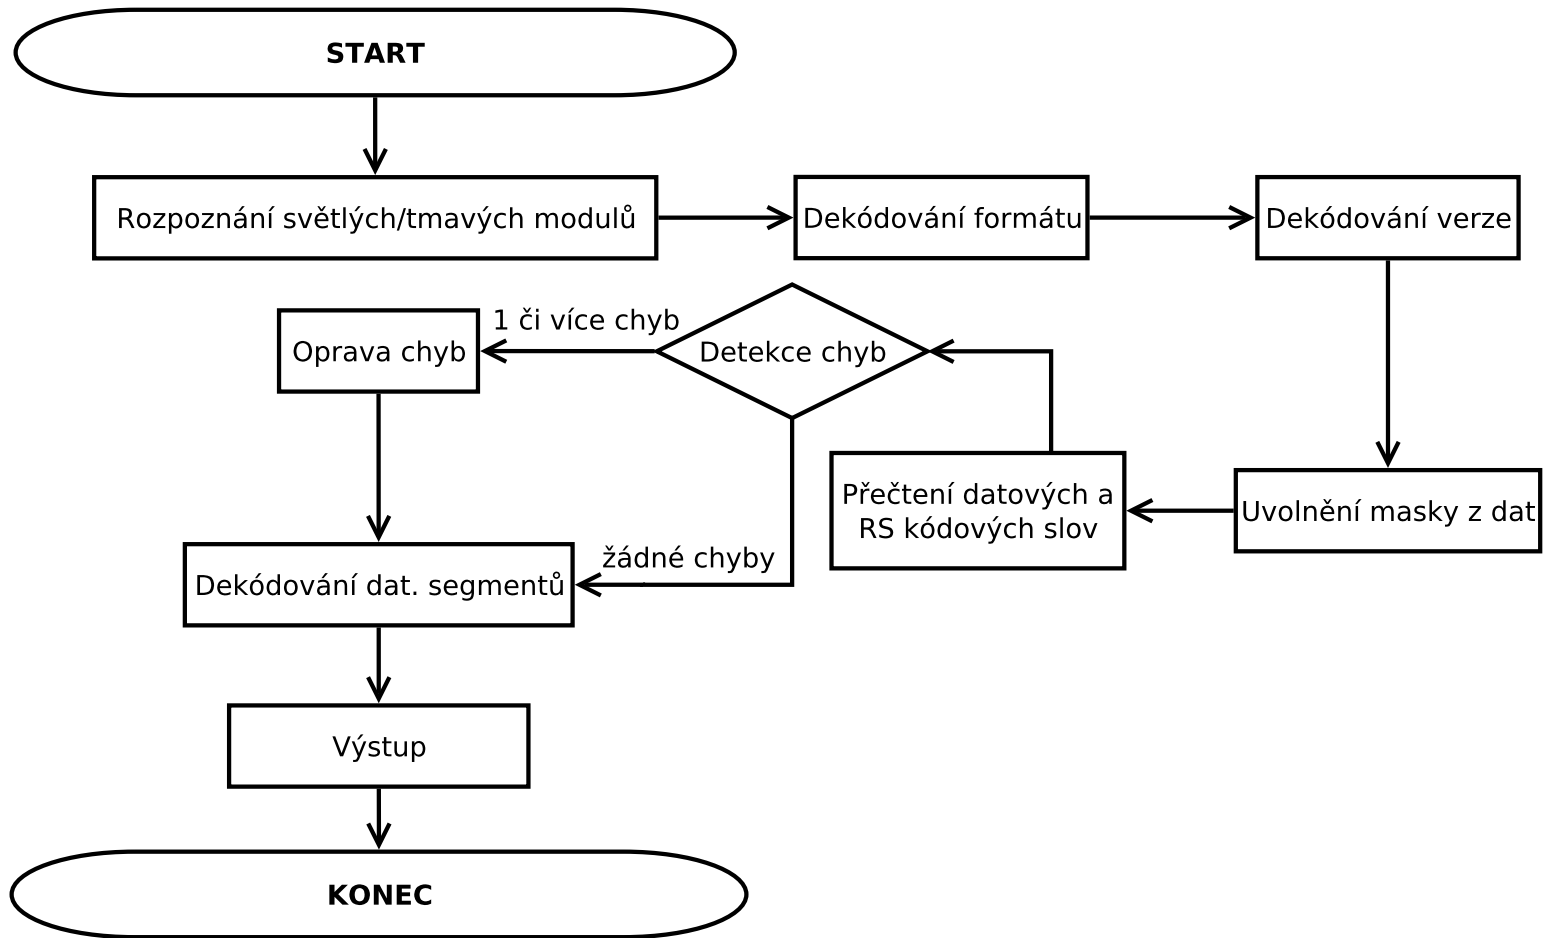 START
Rozpoznání světlých/tmavých modulů
Dekódování formátu
Dekódování verze
Uvolnění masky z dat
Přečtení datových a
RS kódových slov
Detekce chyb
1 či více chyb
Oprava chyb
žádné chyby
Dekódování dat. segmentů
Výstup
KONEC